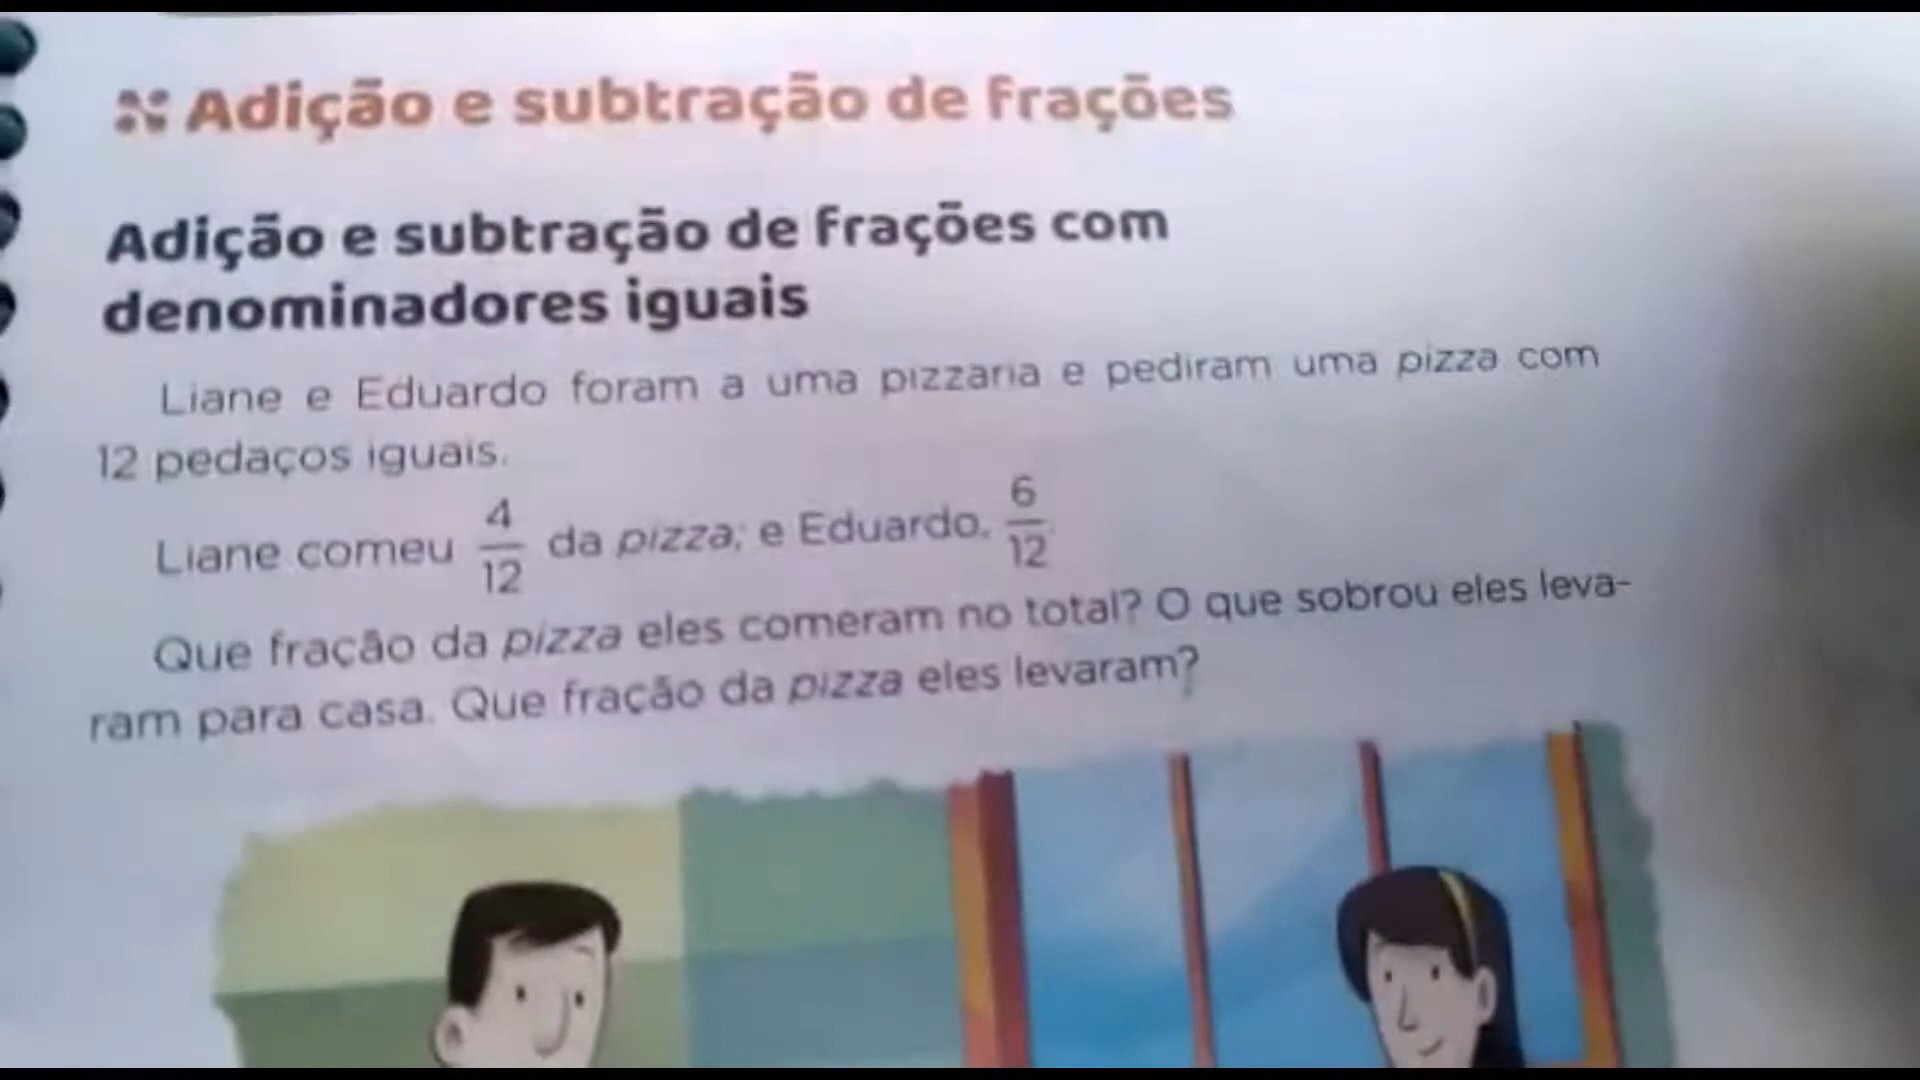 Adição e subtração de frações
Adição e subtração de frações com
denominadores iguais
Liane e Eduardo foram a uma pizzaria e pediram uma pizza com
12 pedaços iguais.
Liane comeu 4/12 da pizza; e Eduardo, 6/12.
Que fração da pizza eles comeram no total? O que sobrou eles leva-
ram para casa. Que fração da pizza eles levaram?